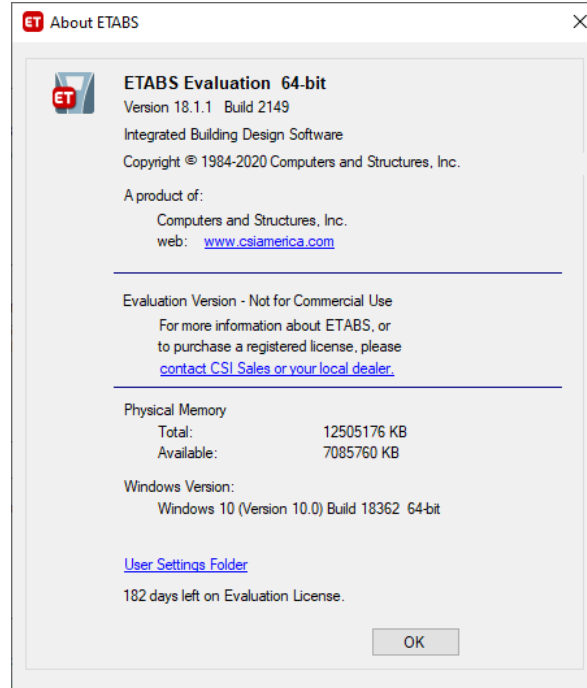 ET About ETABS
ET
ETABS Evaluation 64-bit
Version 18.1.1 Build 2149
Integrated Building Design Software
Copyright © 1984-2020 Computers and Structures, Inc.
A product of:
Computers and Structures, Inc.
web: www.csiamerica.com
Evaluation Version - Not for Commercial Use
For more information about ETABS, or
to purchase a registered license, please
contact CSI Sales or your local dealer.
Physical Memory
Total: 12505176 KB
Available: 7085760 KB
Windows Version:
Windows 10 (Version 10.0) Build 18362 64-bit
User Settings Folder
182 days left on Evaluation License.
OK